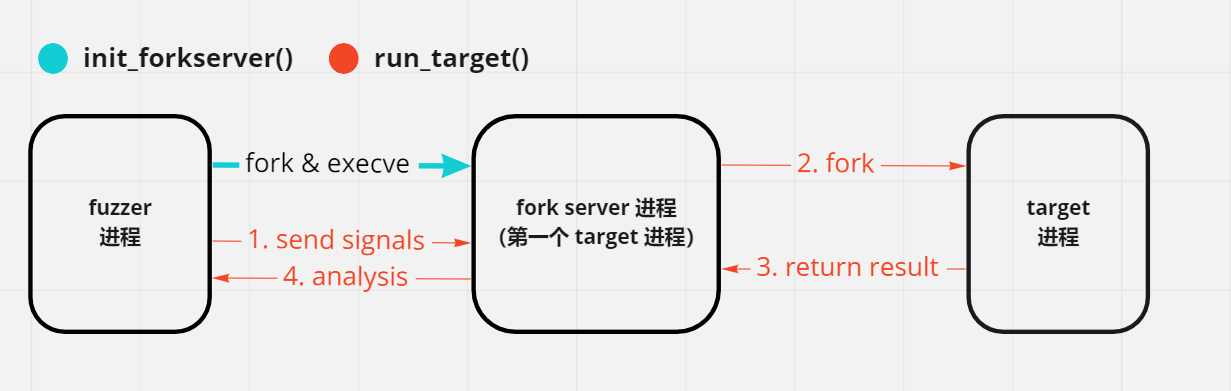 init_forkserver()
run_target()
fork & execve
2. fork
fuzzer
进程
fork server 进程
(第一个 target 进程)
target
进程
1. send signals
4. analysis
3. return result